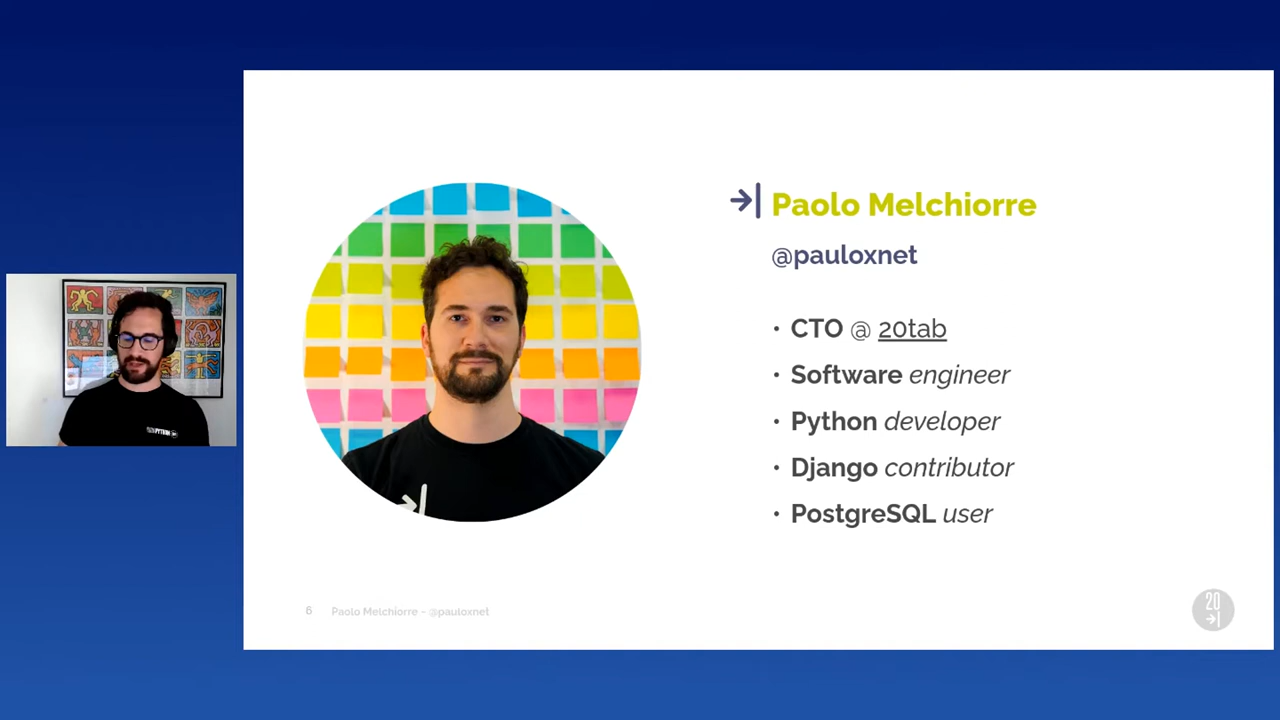 Paolo Melchiorre
@pauloxnet
• CTO @ 20tab
• Software engineer
• Python developer
• Django contributor
• PostgreSQL user
6 Paolo Melchiorre - @pauloxnet
20